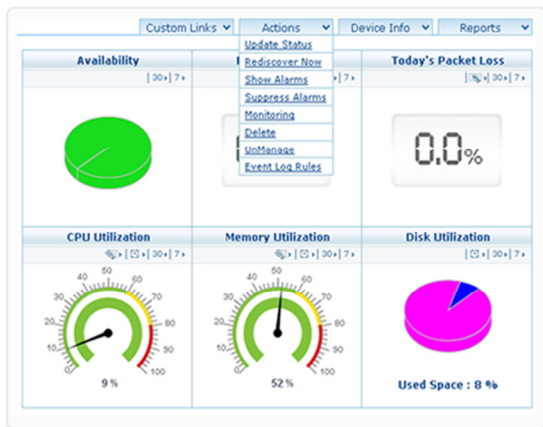 Custom Links Actions Device Info Reports
Update Status
Rediscover Now
Show Alarms
Suppress Alarms
Monitoring
Delete
UnManage
Event Log Rules
Availability Today's Packet Loss
30 7 7 7
0.0%
CPU Utilization Memory Utilization Disk Utilization
30 7 30 7 30 7
0 10 20 30 40 50 60 70 80 90 100
9 %
0 10 20 30 40 50 60 70 80 90 100
52 %
Used Space : 8 %